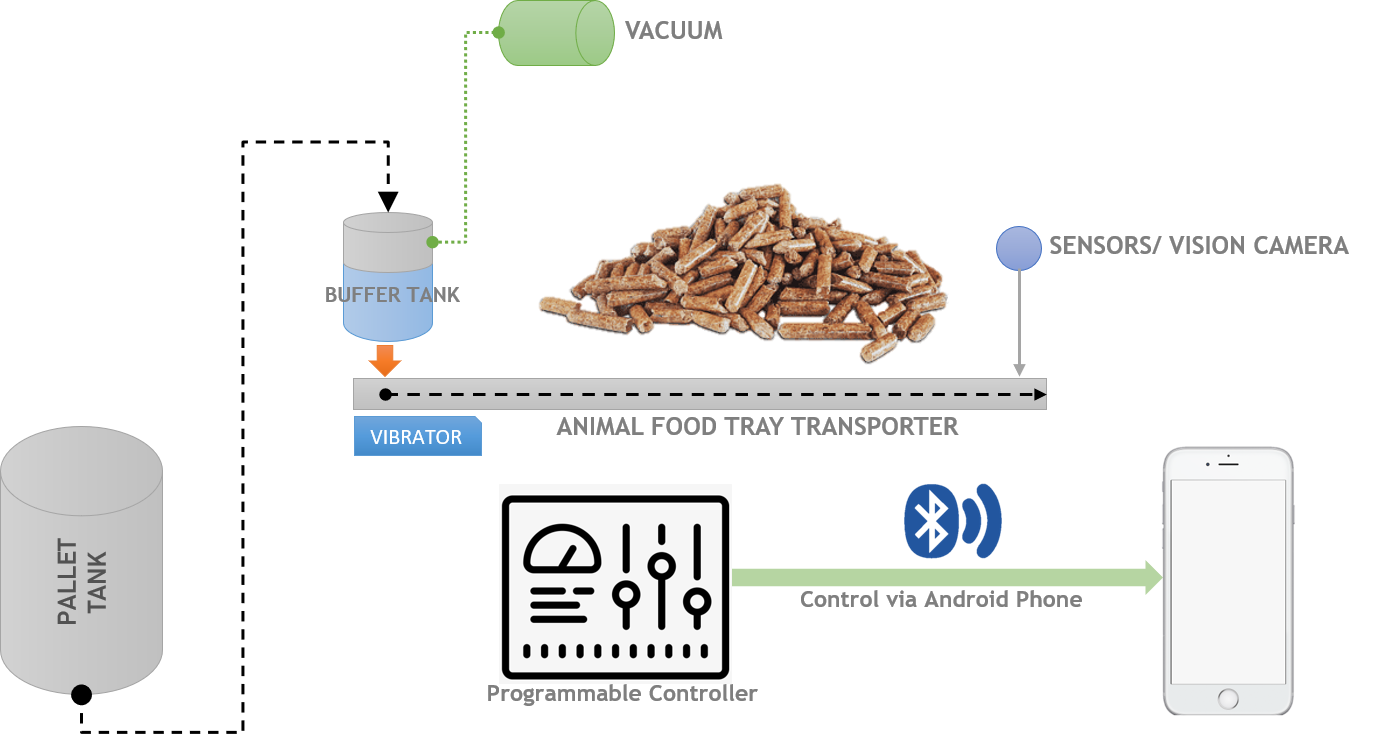 VACUUM
SENSORS/ VISION CAMERA
BUFFER TANK
VIBRATOR
ANIMAL FOOD TRAY TRANSPORTER
PALLET
TANK
Control via Android Phone
Programmable Controller